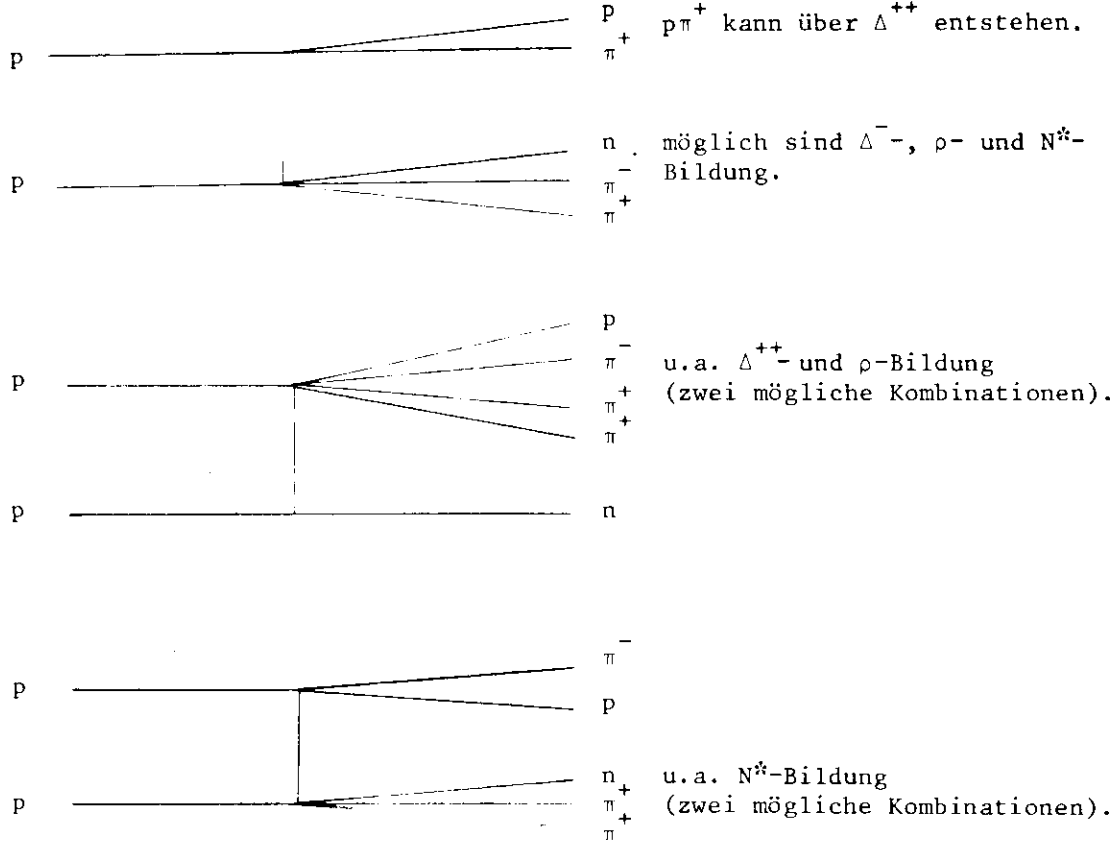 p
pπ⁺ kann über Δ⁺⁺ entstehen.
p
π⁺
n
möglich sind Δ⁻-, ρ- und N*-
p
π⁻
Bildung.
π⁺
p
π⁻
u.a. Δ⁺⁺- und ρ-Bildung
p
π⁺
(zwei mögliche Kombinationen).
π⁺
p
n
π⁻
p
p
n
u.a. N*-Bildung
p
π⁺
(zwei mögliche Kombinationen).
π⁺